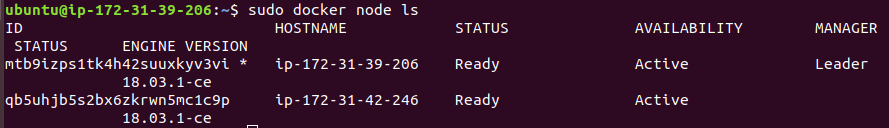 ubuntu@ip-172-31-39-206:~$ sudo docker node ls
ID HOSTNAME STATUS AVAILABILITY MANAGER
STATUS ENGINE VERSION
mtb9izps1tk4h42suuxkyv3vi * ip-172-31-39-206 Ready Active Leader
18.03.1-ce
qb5uhjb5s2bx6zkrwn5mc1c9p ip-172-31-42-246 Ready Active
18.03.1-ce